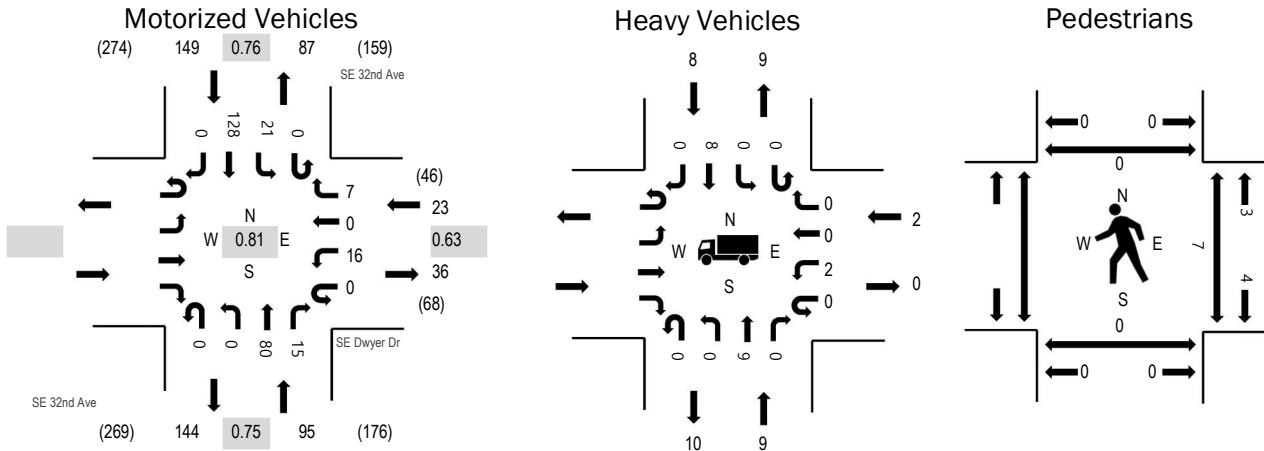 Motorized Vehicles
Heavy Vehicles
Pedestrians
(274) 149 0.76 87 (159)
SE 32nd Ave
8 9
0 128 21 0
0 8 0 0
0 0
0
7
(46)
0
23
W N E
0.81
S
0.63
16
36
0
(68)
0 0 80 15
SE Dwyer Dr
SE 32nd Ave
(269) 144 0.75 95 (176)
0
0
2
W N E
S
2
0
0
0 0 9 0
10 9
N
W E
S
3
7
4
0
0 0